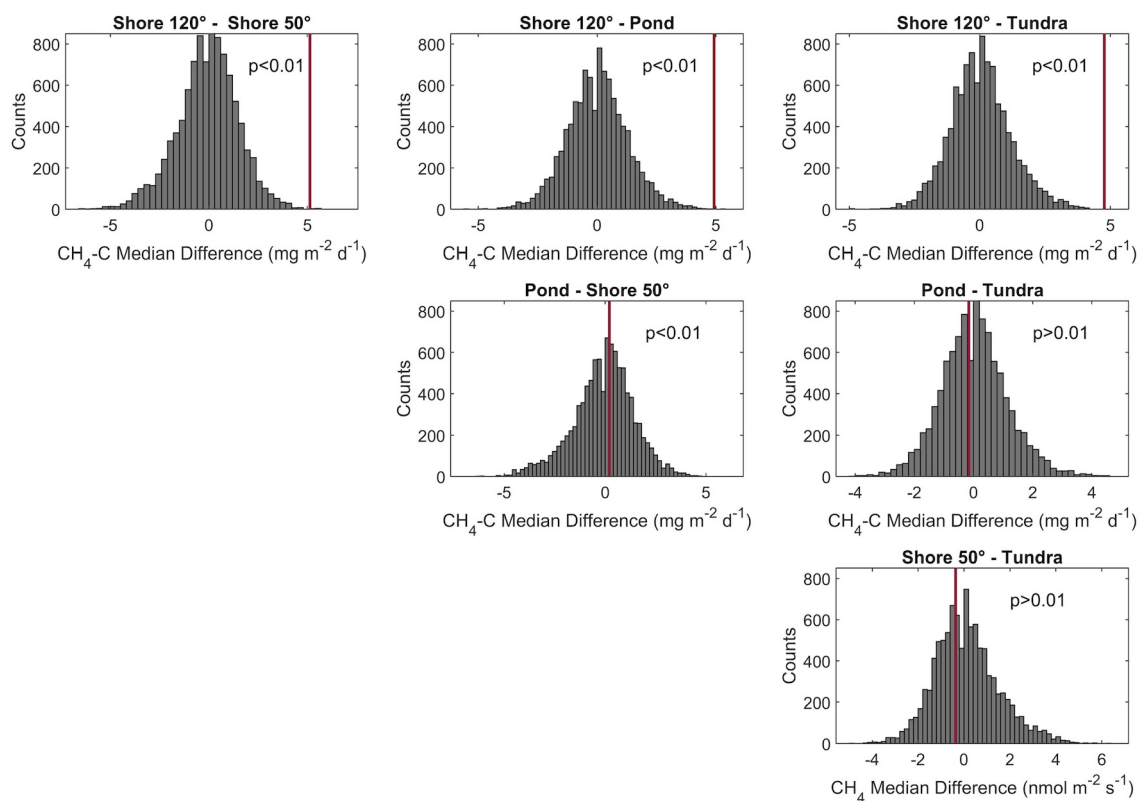 Shore 120° - Shore 50°
800
600
400
200
0
Counts
p<0.01
-5 0 5
CH4-C Median Difference (mg m-2 d-1)
Shore 120° - Pond
800
600
400
200
0
Counts
p<0.01
-5 0 5
CH4-C Median Difference (mg m-2 d-1)
Shore 120° - Tundra
800
600
400
200
0
Counts
p<0.01
-5 0 5
CH4-C Median Difference (mg m-2 d-1)
Pond - Shore 50°
800
600
400
200
0
Counts
p<0.01
-5 0 5
CH4-C Median Difference (mg m-2 d-1)
Pond - Tundra
800
600
400
200
0
Counts
p>0.01
-4 -2 0 2 4
CH4-C Median Difference (mg m-2 d-1)
Shore 50° - Tundra
800
600
400
200
0
Counts
p>0.01
-4 -2 0 2 4 6
CH4 Median Difference (nmol m-2 s-1)